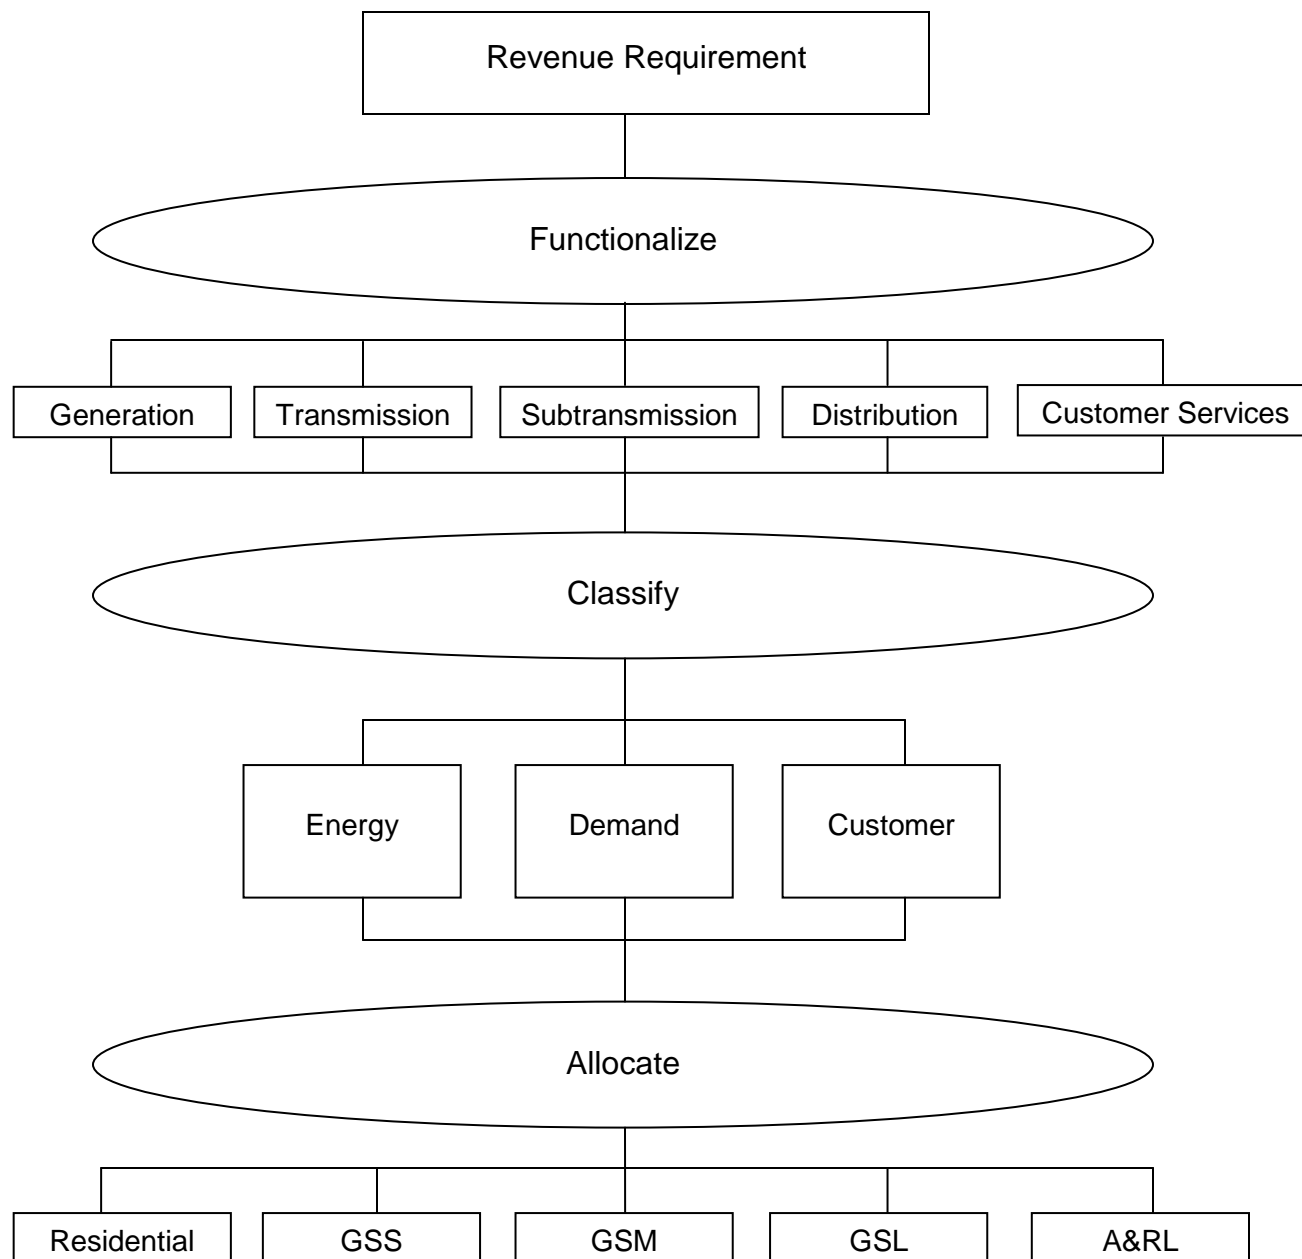 Revenue Requirement
Functionalize
Generation
Transmission
Subtransmission
Distribution
Customer Services
Classify
Energy
Demand
Customer
Allocate
Residential
GSS
GSM
GSL
A&RL